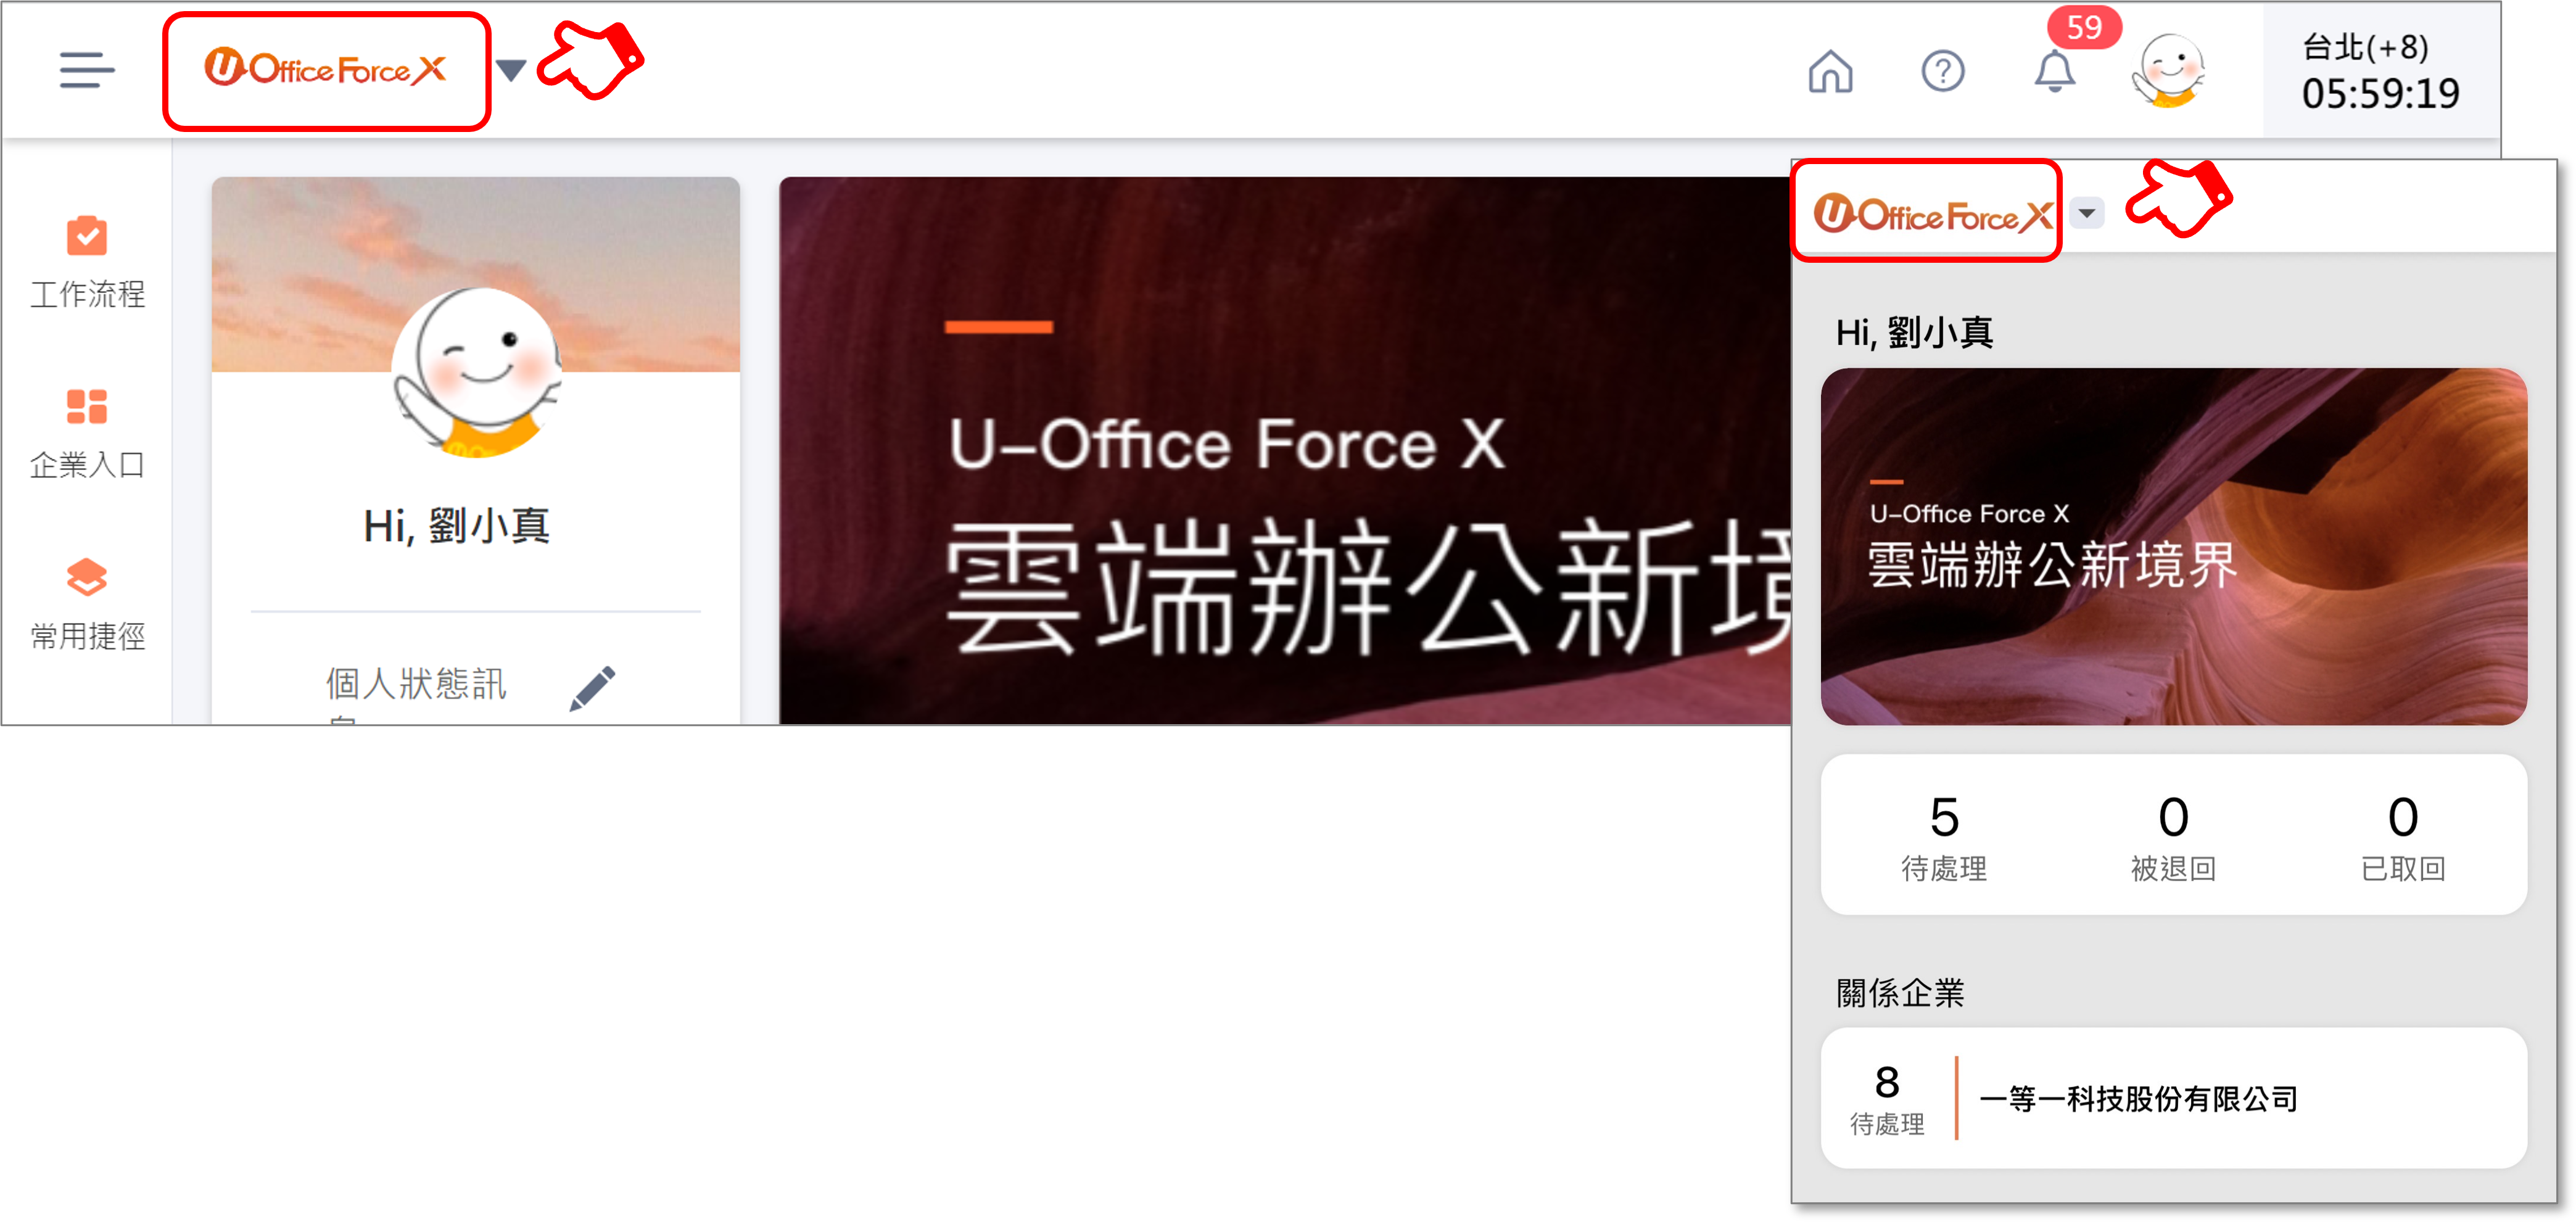 U-Office Force X
59
台北(+8)
05:59:19
工作流程
企業入口
常用捷徑
Hi, 劉小真
個人狀態訊
U-Office Force X
雲端辦公新境
U-Office Force X
Hi, 劉小真
U-Office Force X
雲端辦公新境界
5
0
0
待處理
被退回
已取回
關係企業
8
待處理
一等一科技股份有限公司